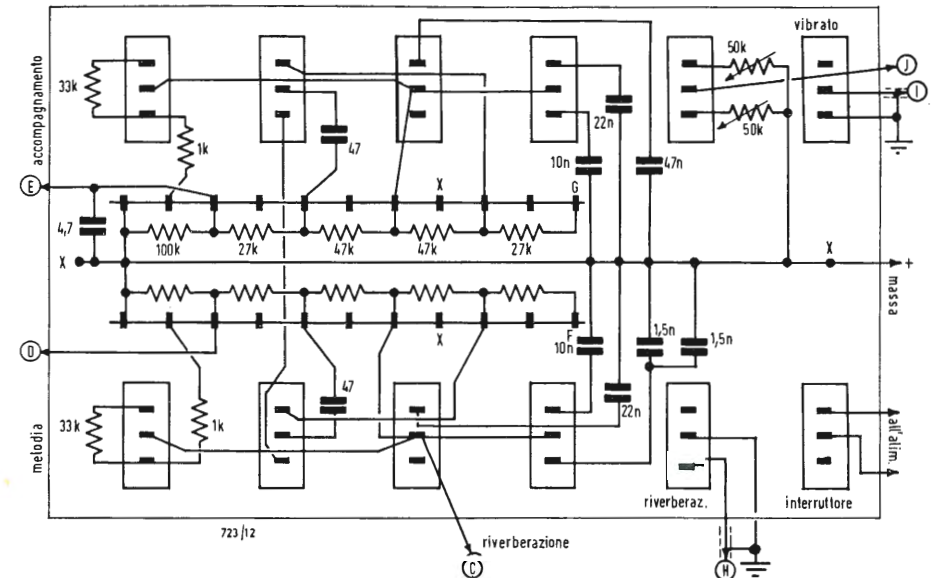 vibrato
50k
J
33k
I
accompagnamento
22n
50k
1k
47
10n
47n
E
X
G
4,7
100k
27k
47k
47k
27k
X
X
+
massa
F
X
10n
1,5n
1,5n
D
47
22n
33k
1k
melodia
all'alim.
riverberaz.
interruttore
723/12
riverberazione
C
H